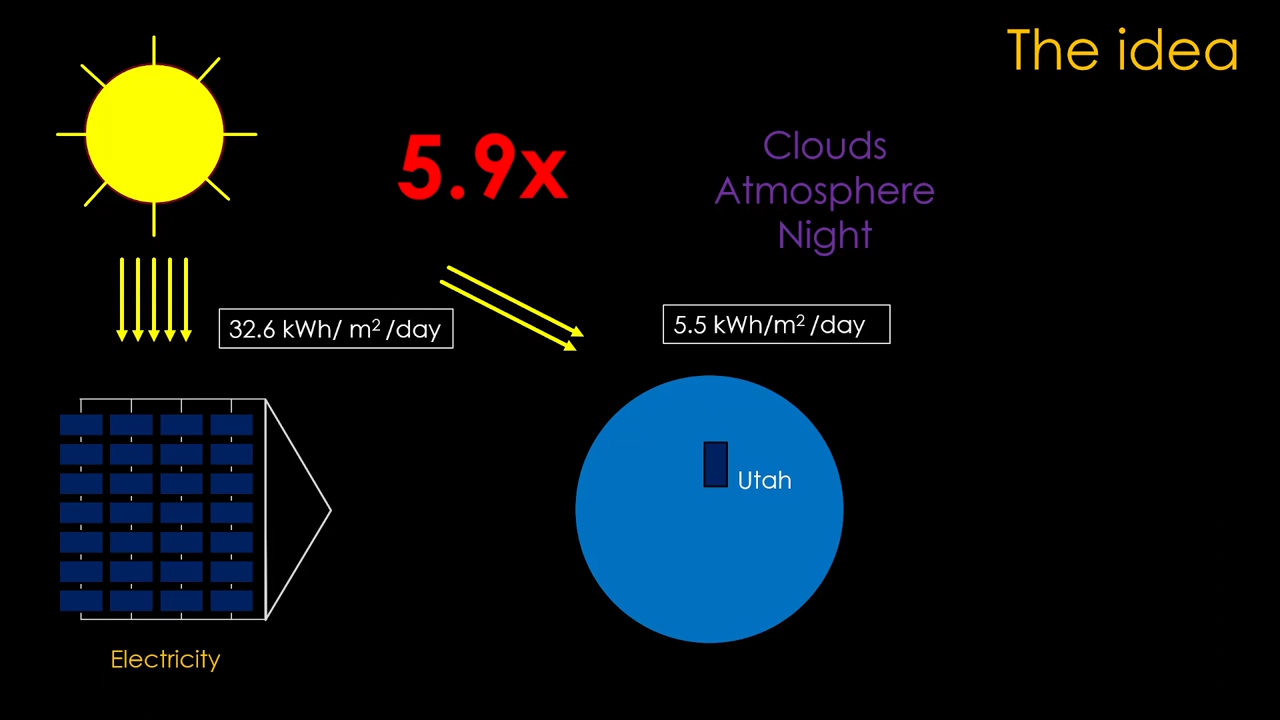 The idea
5.9x
Clouds
Atmosphere
Night
32.6 kWh/ m² /day
5.5 kWh/m² /day
Utah
Electricity